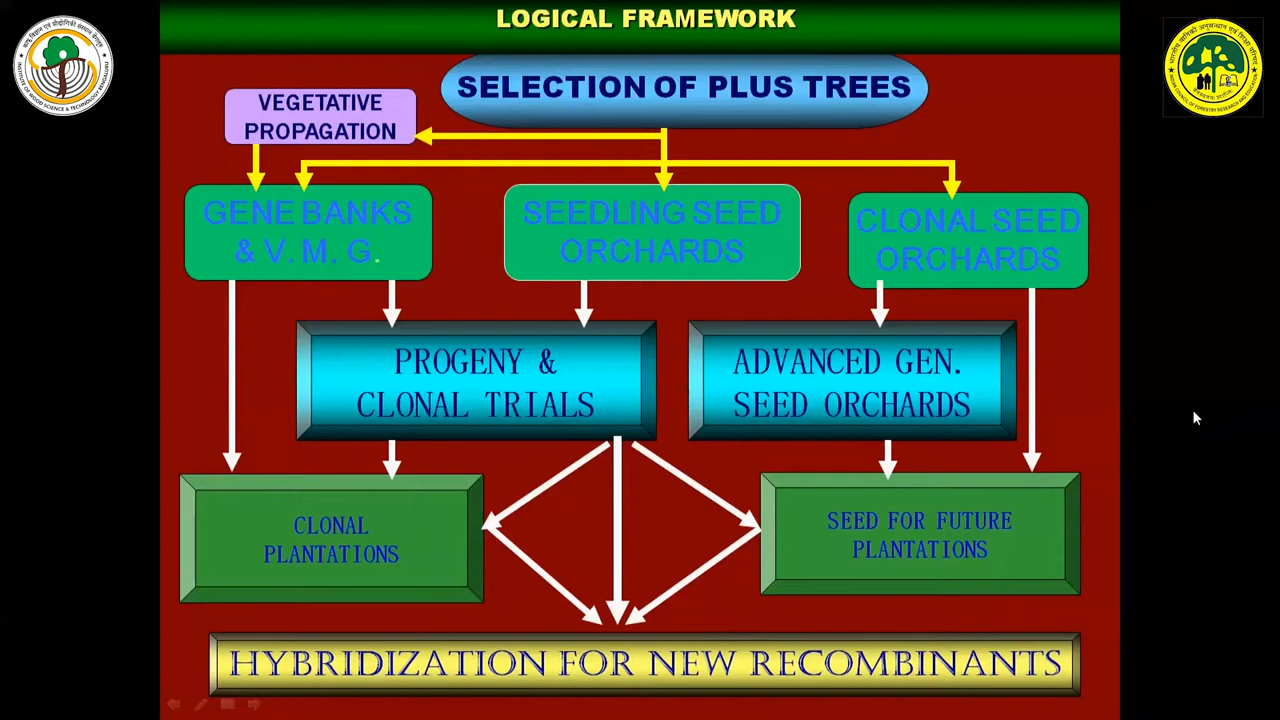 LOGICAL FRAMEWORK
SELECTION OF PLUS TREES
VEGETATIVE
PROPAGATION
GENE BANKS
& V. M. G.
SEEDLING SEED
ORCHARDS
CLONAL SEED
ORCHARDS
PROGENY &
CLONAL TRIALS
ADVANCED GEN.
SEED ORCHARDS
CLONAL
PLANTATIONS
SEED FOR FUTURE
PLANTATIONS
HYBRIDIZATION FOR NEW RECOMBINANTS